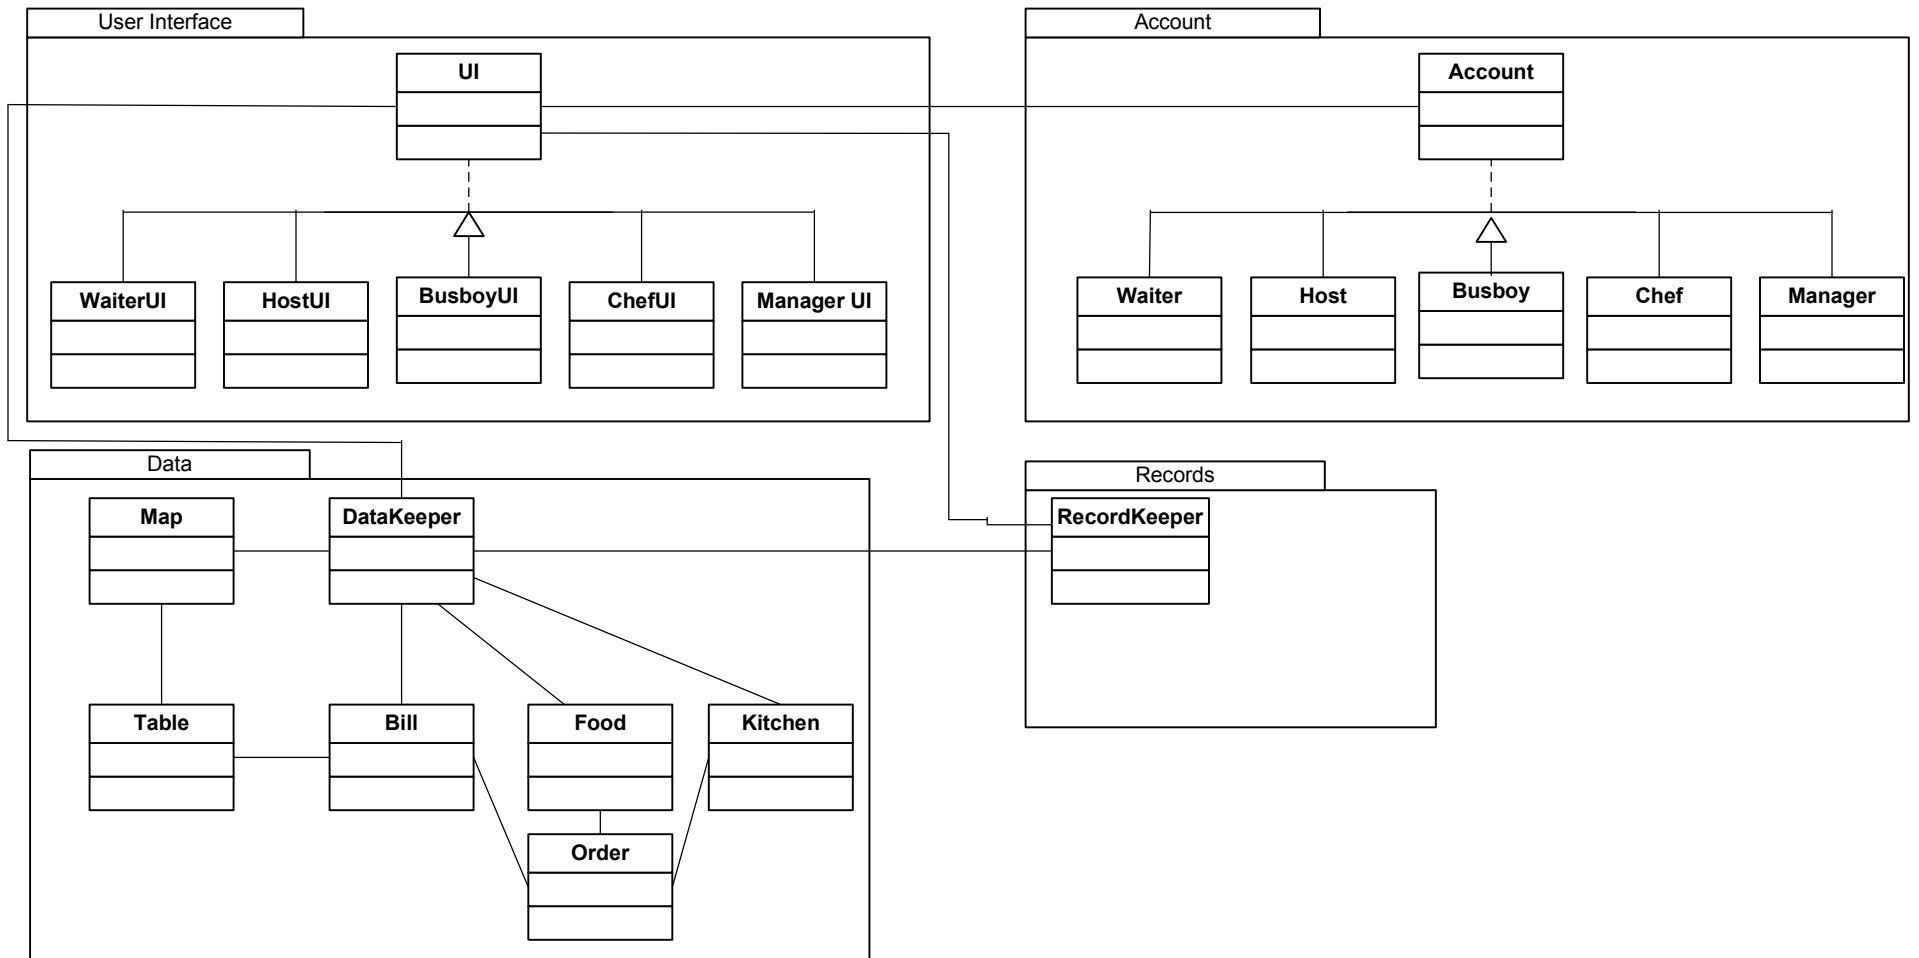 User Interface
Account
UI
Account
WaiterUI
HostUI
BusboyUI
ChefUI
Manager UI
Waiter
Host
Busboy
Chef
Manager
Data
Records
Map
DataKeeper
RecordKeeper
Table
Bill
Food
Kitchen
Order